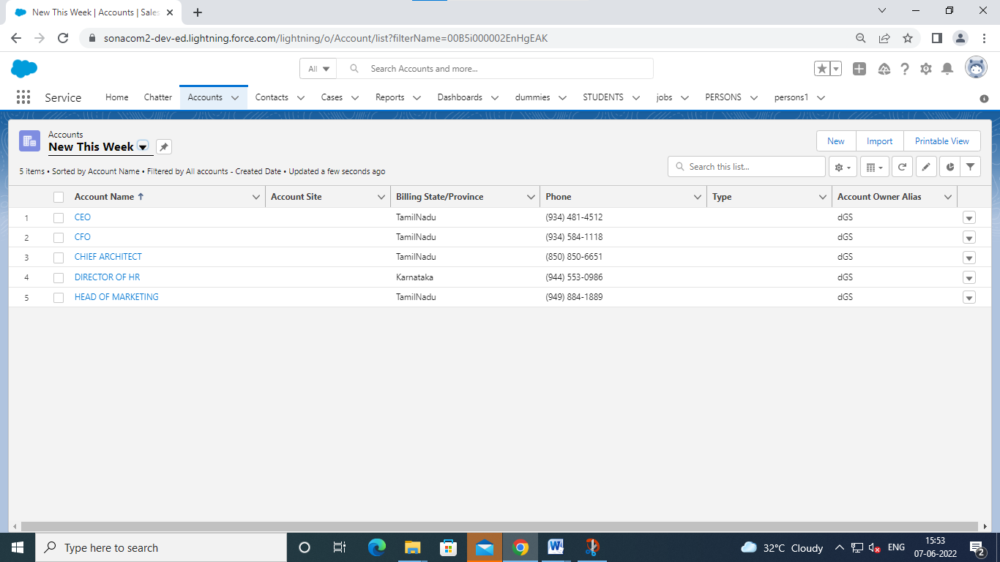 New This Week | Accounts | Sales
sonacom2-dev-ed.lightning.force.com/lightning/o/Account/list?filterName=00B5i000002EnHgEAK
All Search Accounts and more...
Service Home Chatter Accounts Contacts Cases Reports Dashboards dummies STUDENTS jobs PERSONS persons1
Accounts
New This Week
New Import Printable View
5 items • Sorted by Account Name • Filtered by All accounts - Created Date • Updated a few seconds ago
Search this list...
Account Name Account Site Billing State/Province Phone Type Account Owner Alias
1 CEO TamilNadu (934) 481-4512 dGS
2 CFO TamilNadu (934) 584-1118 dGS
3 CHIEF ARCHITECT TamilNadu (850) 850-6651 dGS
4 DIRECTOR OF HR Karnataka (944) 553-0986 dGS
5 HEAD OF MARKETING TamilNadu (949) 884-1889 dGS
Type here to search
32°C Cloudy
ENG
15:53
07-06-2022
2